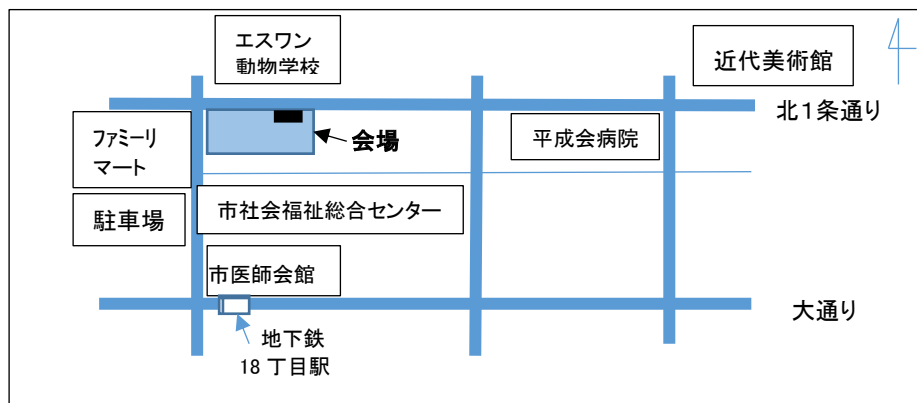 エスワン
動物学校
近代美術館
北１条通り
ファミーリ
マート
会場
平成会病院
駐車場
市社会福祉総合センター
市医師会館
大通り
地下鉄
18 丁目駅